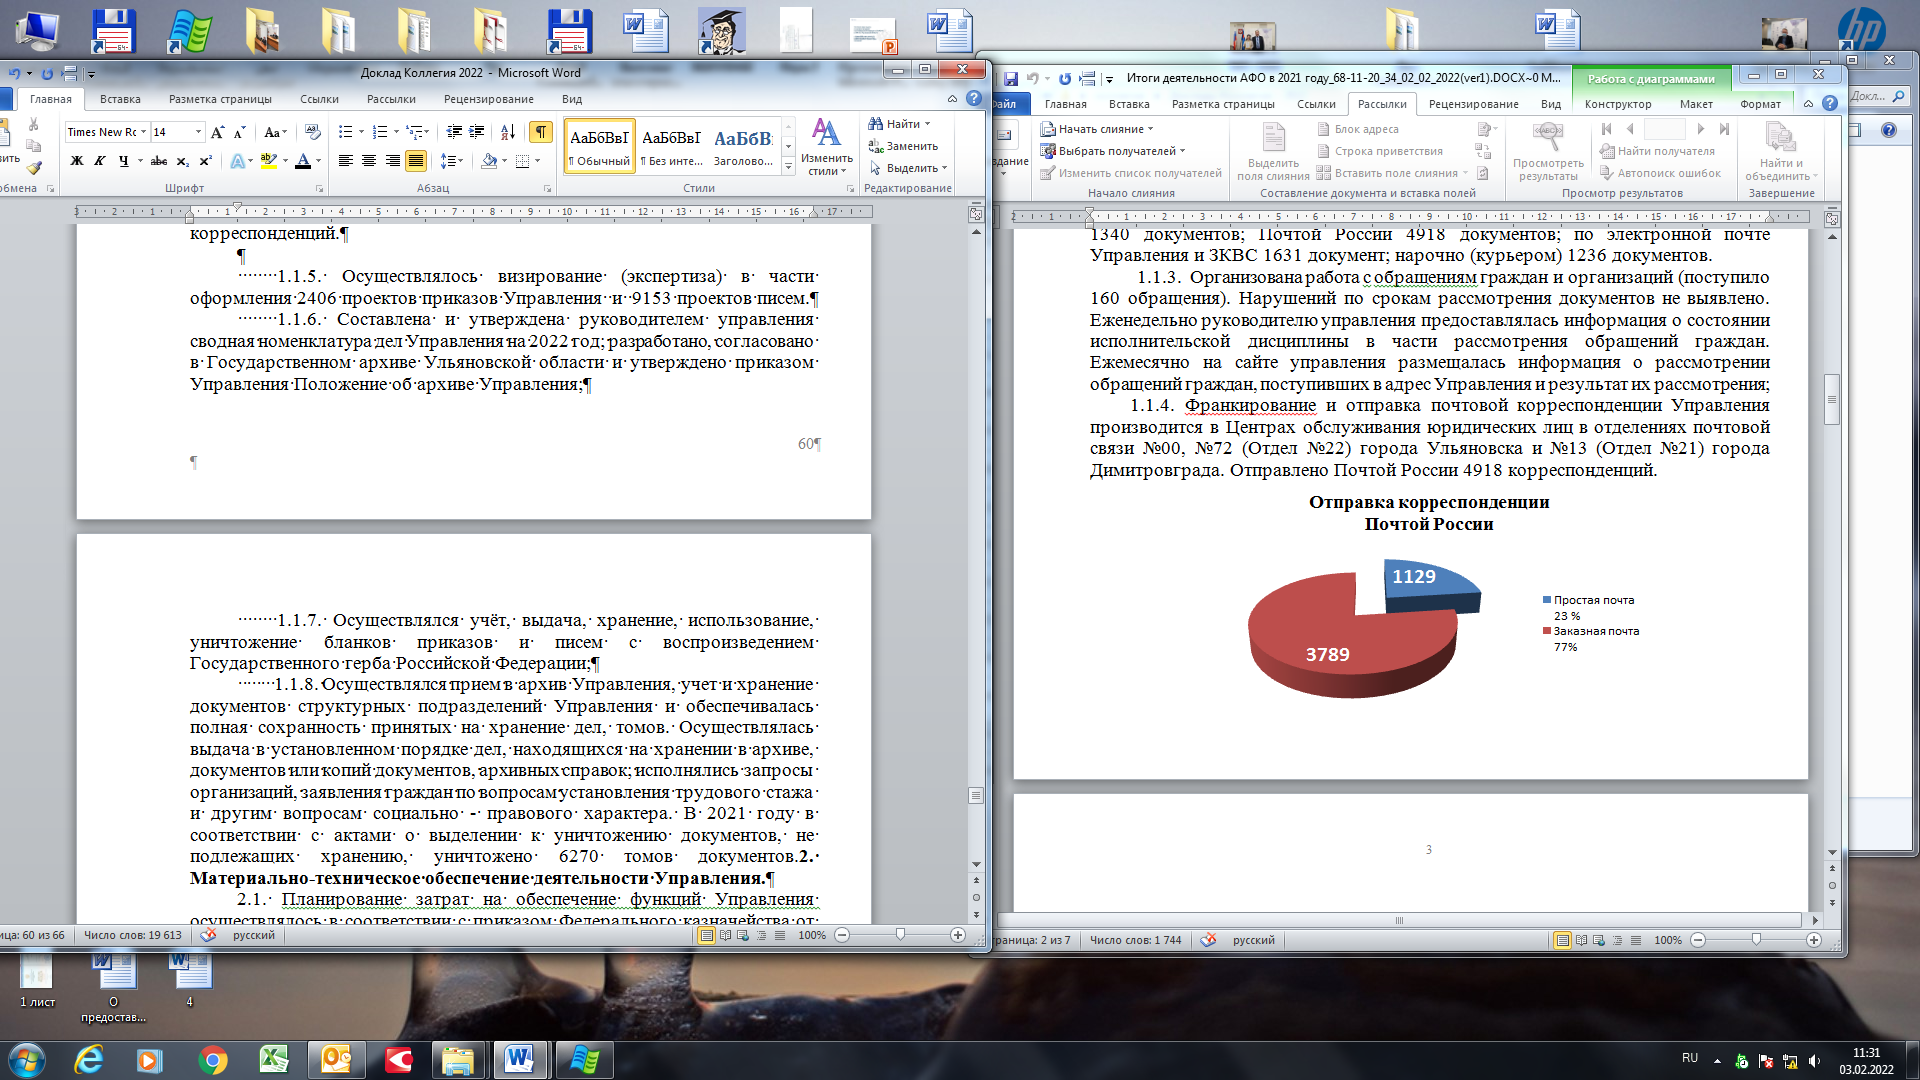 Доклад Коллегия 2022 - Microsoft Word
Главная Вставка Разметка страницы Ссылки Рассылки Рецензирование Вид
Times New Ro 14
Найти
Заменить
Выделить
АаБбВвГ АаБбВвГ АаБбВв
¶ Обычный ¶ Без инте... Заголово...
Изменить стили
Шрифт Абзац Стили Редактирование
корреспонденций.¶
¶
1.1.5. Осуществлялось визирование (экспертиза) в части
оформления 2406 проектов приказов Управления и 9153 проектов писем.¶
1.1.6. Составлена и утверждена руководителем управления
сводная номенклатура дел Управления на 2022 год; разработано, согласовано
в Государственном архиве Ульяновской области и утверждено приказом
Управления Положение об архиве Управления;¶
60¶
¶
1.1.7. Осуществлялся учёт, выдача, хранение, использование,
уничтожение бланков приказов и писем с воспроизведением
Государственного герба Российской Федерации;¶
1.1.8. Осуществлялся прием в архив Управления, учет и хранение
документов структурных подразделений Управления и обеспечивалась
полная сохранность принятых на хранение дел, томов. Осуществлялась
выдача в установленном порядке дел, находящихся на хранении в архиве,
документов или копий документов, архивных справок; исполнялись запросы
организаций, заявления граждан по вопросам установления трудового стажа
и другим вопросам социально - правового характера. В 2021 году в
соответствии с актами о выделении к уничтожению документов, не
подлежащих хранению, уничтожено 6270 томов документов.2.
Материально-техническое обеспечение деятельности Управления.¶
2.1. Планирование затрат на обеспечение функций Управления
осуществлялось в соответствии с приказом Федерального казначейства от
ица: 60 из 66 Число слов: 19 613 русский 100%
Итоги деятельности АФО в 2021 году_68-11-20_34_02_02_2022(ver1).DOCX~0 M... Работа с диаграммами
Файл Главная Вставка Разметка страницы Ссылки Рассылки Рецензирование Вид Конструктор Макет Формат
Начать слияние
Выбрать получателей
Изменить список получателей
Начало слияния
Выделить поля слияния
Блок адреса
Строка приветствия
Вставить поле слияния
Составление документа и вставка полей
Просмотреть результаты
Найти получателя
Автопоиск ошибок
Просмотр результатов
Найти и объединить
Завершение
1340 документов; Почтой России 4918 документов; по электронной почте
Управления и ЗКВС 1631 документ; нарочно (курьером) 1236 документов.
1.1.3. Организована работа с обращениям граждан и организаций (поступило
160 обращения). Нарушений по срокам рассмотрения документов не выявлено.
Еженедельно руководителю управления предоставлялась информация о состоянии
исполнительской дисциплины в части рассмотрения обращений граждан.
Ежемесячно на сайте управления размещалась информация о рассмотрении
обращений граждан, поступивших в адрес Управления и результат их рассмотрения;
1.1.4. Франкирование и отправка почтовой корреспонденции Управления
производится в Центрах обслуживания юридических лиц в отделениях почтовой
связи №00, №72 (Отдел №22) города Ульяновска и №13 (Отдел №21) города
Димитровграда. Отправлено Почтой России 4918 корреспонденций.
Отправка корреспонденции
Почтой России
1129
3789
Простая почта
23 %
Заказная почта
77%
3
раница: 2 из 7 Число слов: 1 744 русский 100%
Докл...
1 лист
О предостав...
4
RU
11:31
03.02.2022